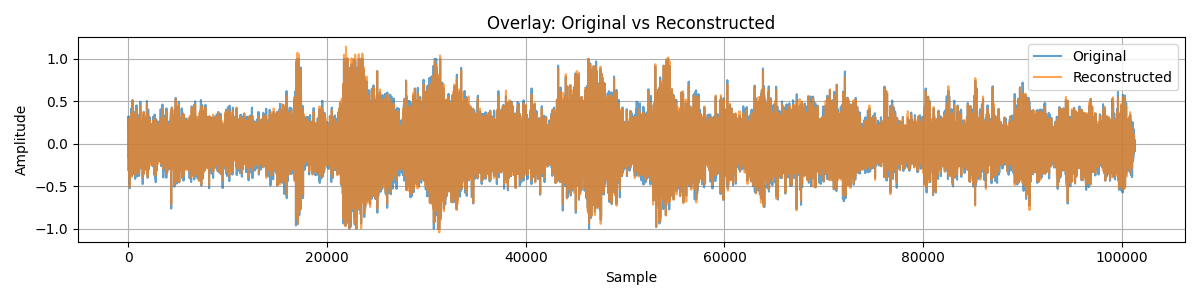 Overlay: Original vs Reconstructed
Original
Reconstructed
Amplitude
1.0
0.5
0.0
−0.5
−1.0
0
20000
40000
60000
80000
100000
Sample